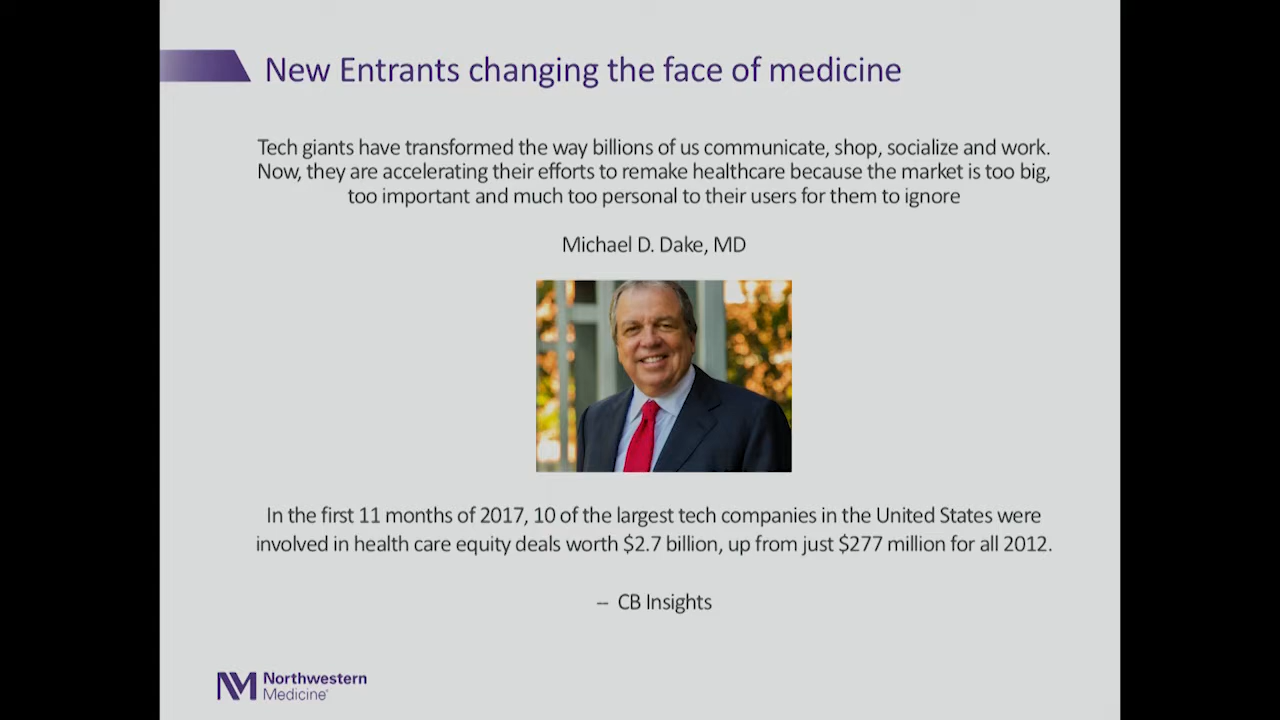 New Entrants changing the face of medicine
Tech giants have transformed the way billions of us communicate, shop, socialize and work.
Now, they are accelerating their efforts to remake healthcare because the market is too big,
too important and much too personal to their users for them to ignore
Michael D. Dake, MD
In the first 11 months of 2017, 10 of the largest tech companies in the United States were
involved in health care equity deals worth $2.7 billion, up from just $277 million for all 2012.
– CB Insights
NM Northwestern
Medicine®